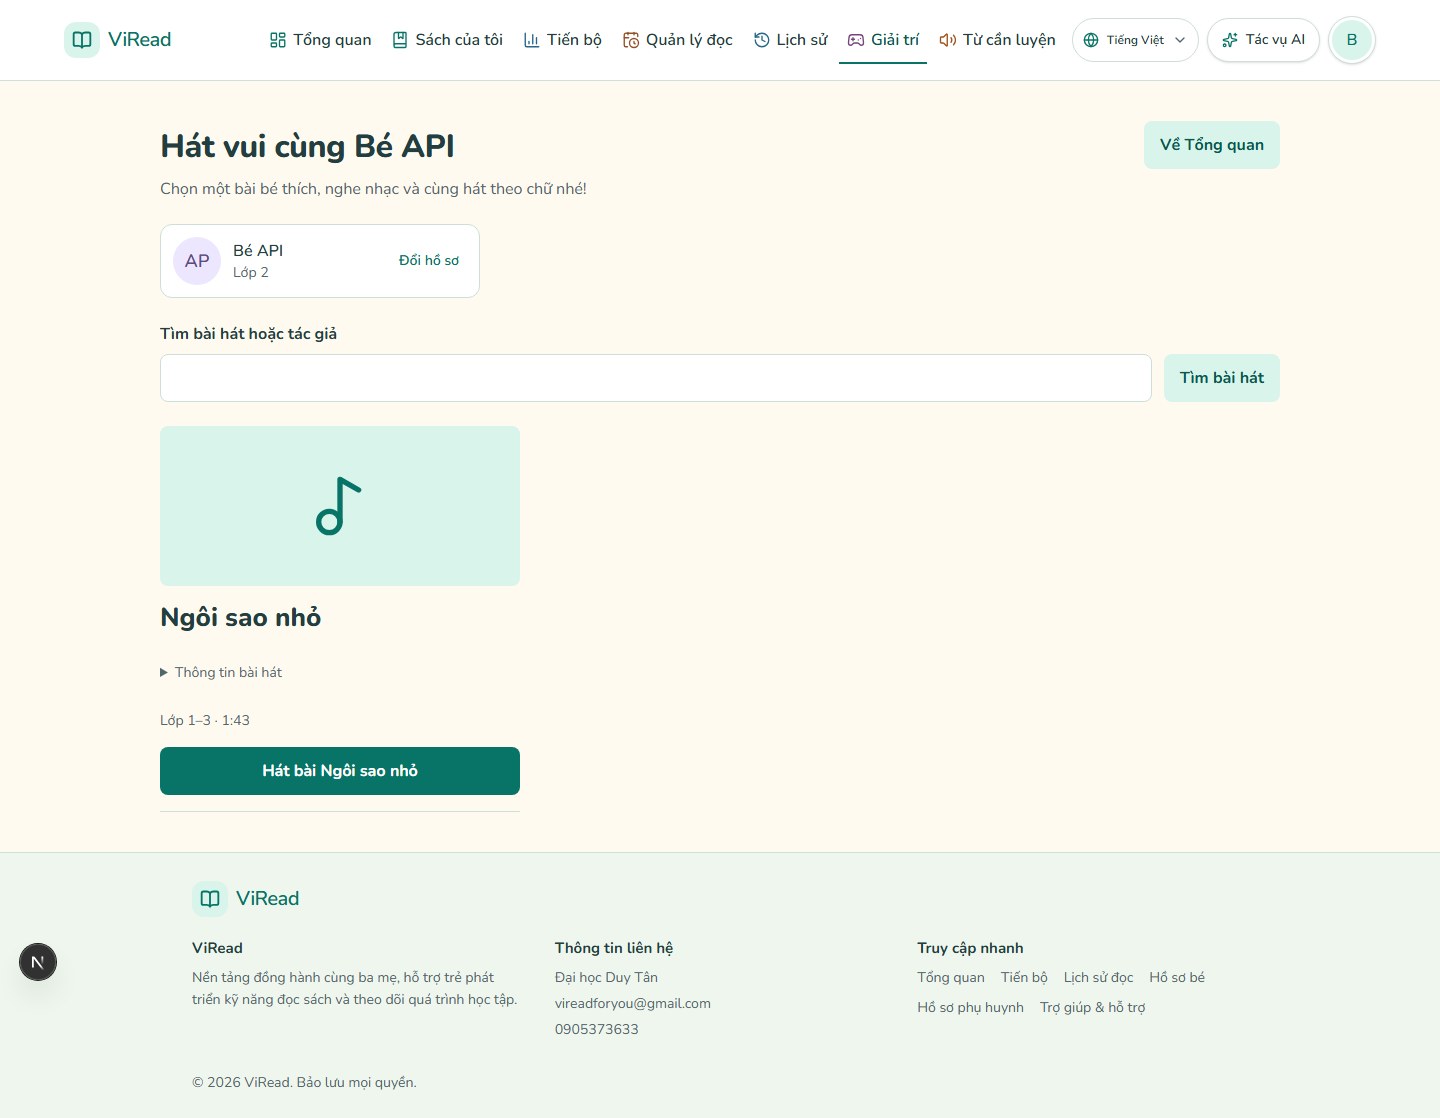 ViRead
Tổng quan
Sách của tôi
Tiến bộ
Quản lý đọc
Lịch sử
Giải trí
Từ cần luyện
Tiếng Việt
Tác vụ AI
B
Hát vui cùng Bé API
Về Tổng quan
Chọn một bài bé thích, nghe nhạc và cùng hát theo chữ nhé!
AP
Bé API
Lớp 2
Đổi hồ sơ
Tìm bài hát hoặc tác giả
Tìm bài hát
Ngôi sao nhỏ
Thông tin bài hát
Lớp 1–3 · 1:43
Hát bài Ngôi sao nhỏ
ViRead
ViRead
Nền tảng đồng hành cùng ba mẹ, hỗ trợ trẻ phát
triển kỹ năng đọc sách và theo dõi quá trình học tập.
Thông tin liên hệ
Đại học Duy Tân
vireadforyou@gmail.com
0905373633
Truy cập nhanh
Tổng quan Tiến bộ Lịch sử đọc Hồ sơ bé
Hồ sơ phụ huynh Trợ giúp & hỗ trợ
N
© 2026 ViRead. Bảo lưu mọi quyền.